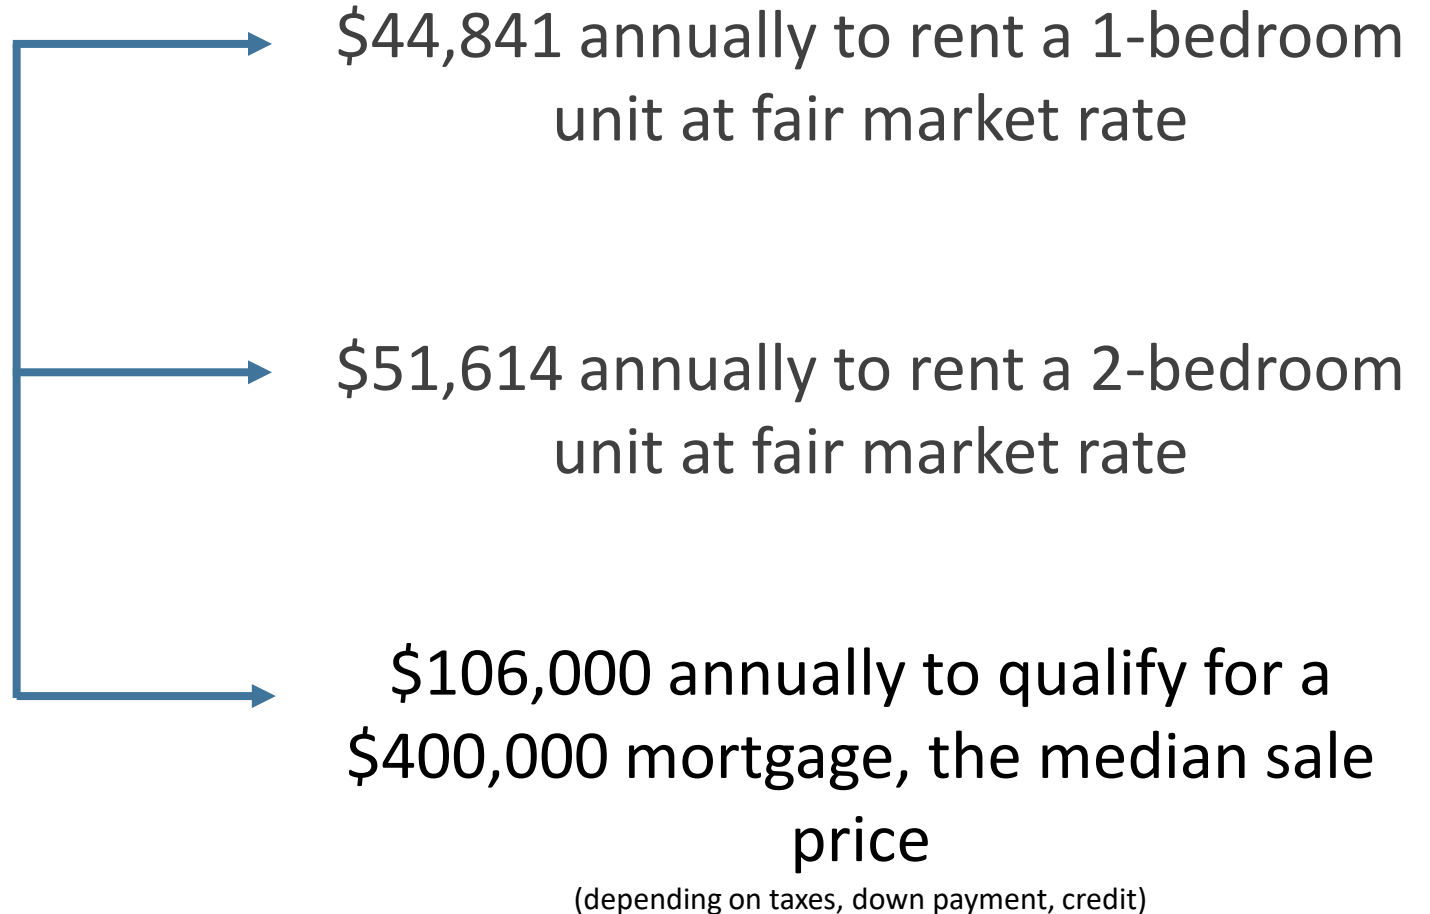 $44,841 annually to rent a 1-bedroom
unit at fair market rate
$51,614 annually to rent a 2-bedroom
unit at fair market rate
$106,000 annually to qualify for a
$400,000 mortgage, the median sale
price
(depending on taxes, down payment, credit)